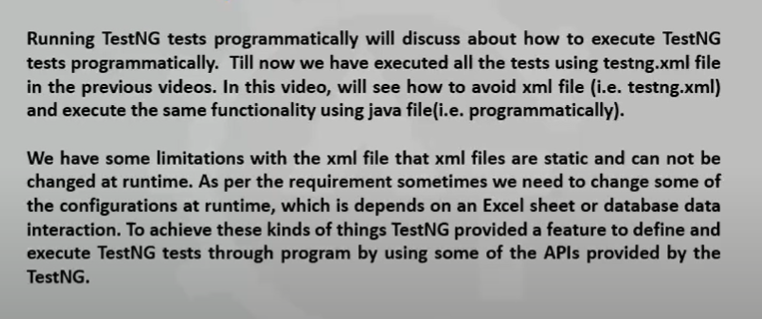 Running TestNG tests programmatically will discuss about how to execute TestNG
tests programmatically.  Till now we have executed all the tests using testng.xml file
in the previous videos. In this video, will see how to avoid xml file (i.e. testng.xml)
and execute the same functionality using java file(i.e. programmatically).
We have some limitations with the xml file that xml files are static and can not be
changed at runtime. As per the requirement sometimes we need to change some of
the configurations at runtime, which is depends on an Excel sheet or database data
interaction. To achieve these kinds of things TestNG provided a feature to define and
execute TestNG tests through program by using some of the APIs provided by the
TestNG.